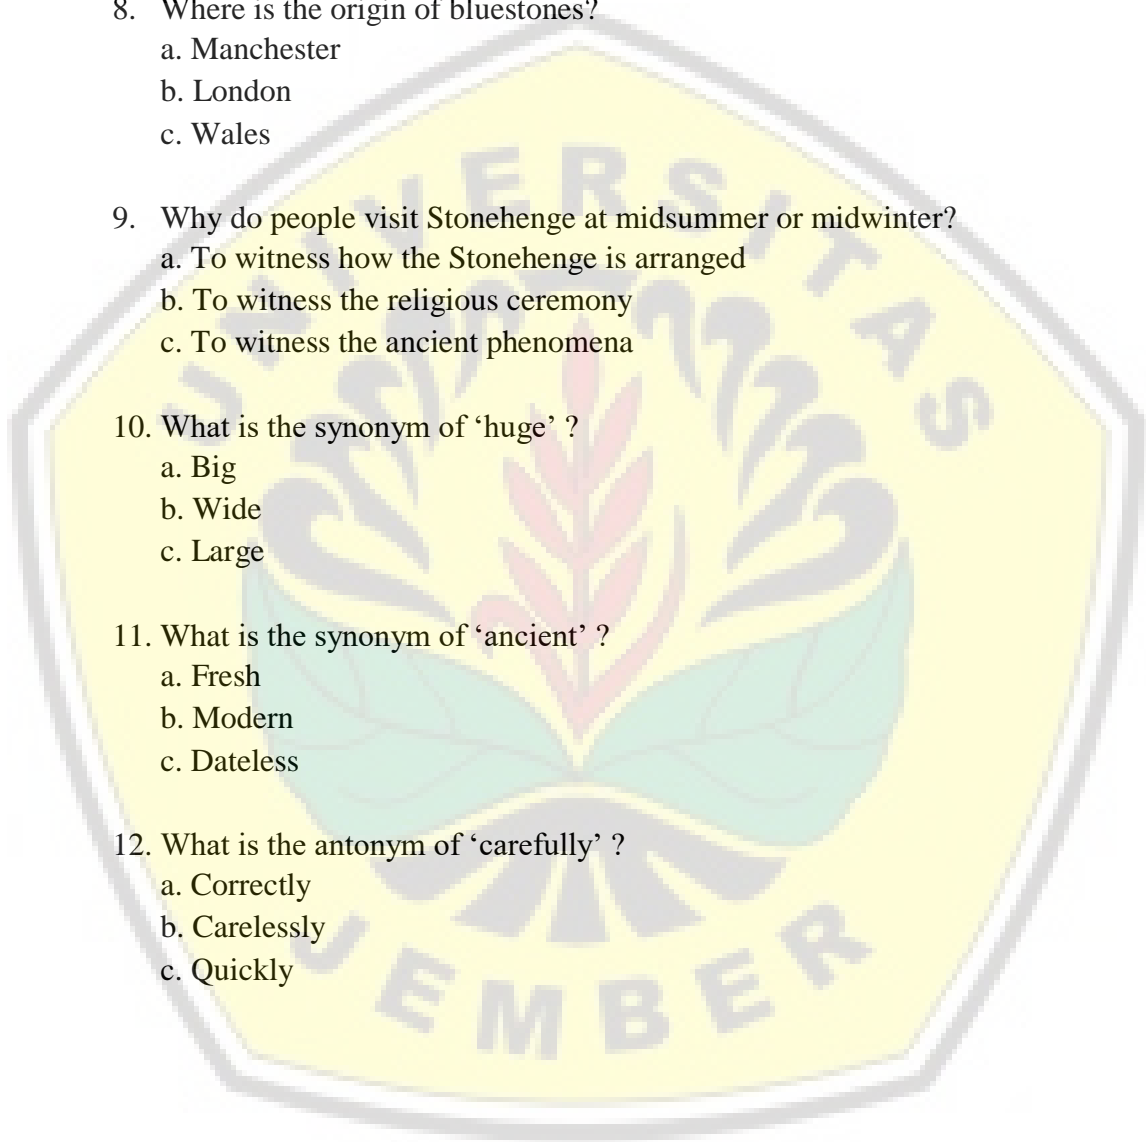 8. Where is the origin of bluestones?
a. Manchester
b. London
c. Wales
9. Why do people visit Stonehenge at midsummer or midwinter?
a. To witness how the Stonehenge is arranged
b. To witness the religious ceremony
c. To witness the ancient phenomena
10. What is the synonym of ‘huge’ ?
a. Big
b. Wide
c. Large
11. What is the synonym of ‘ancient’ ?
a. Fresh
b. Modern
c. Dateless
12. What is the antonym of ‘carefully’ ?
a. Correctly
b. Carelessly
c. Quickly
UNIVERSITAS
JEMBER